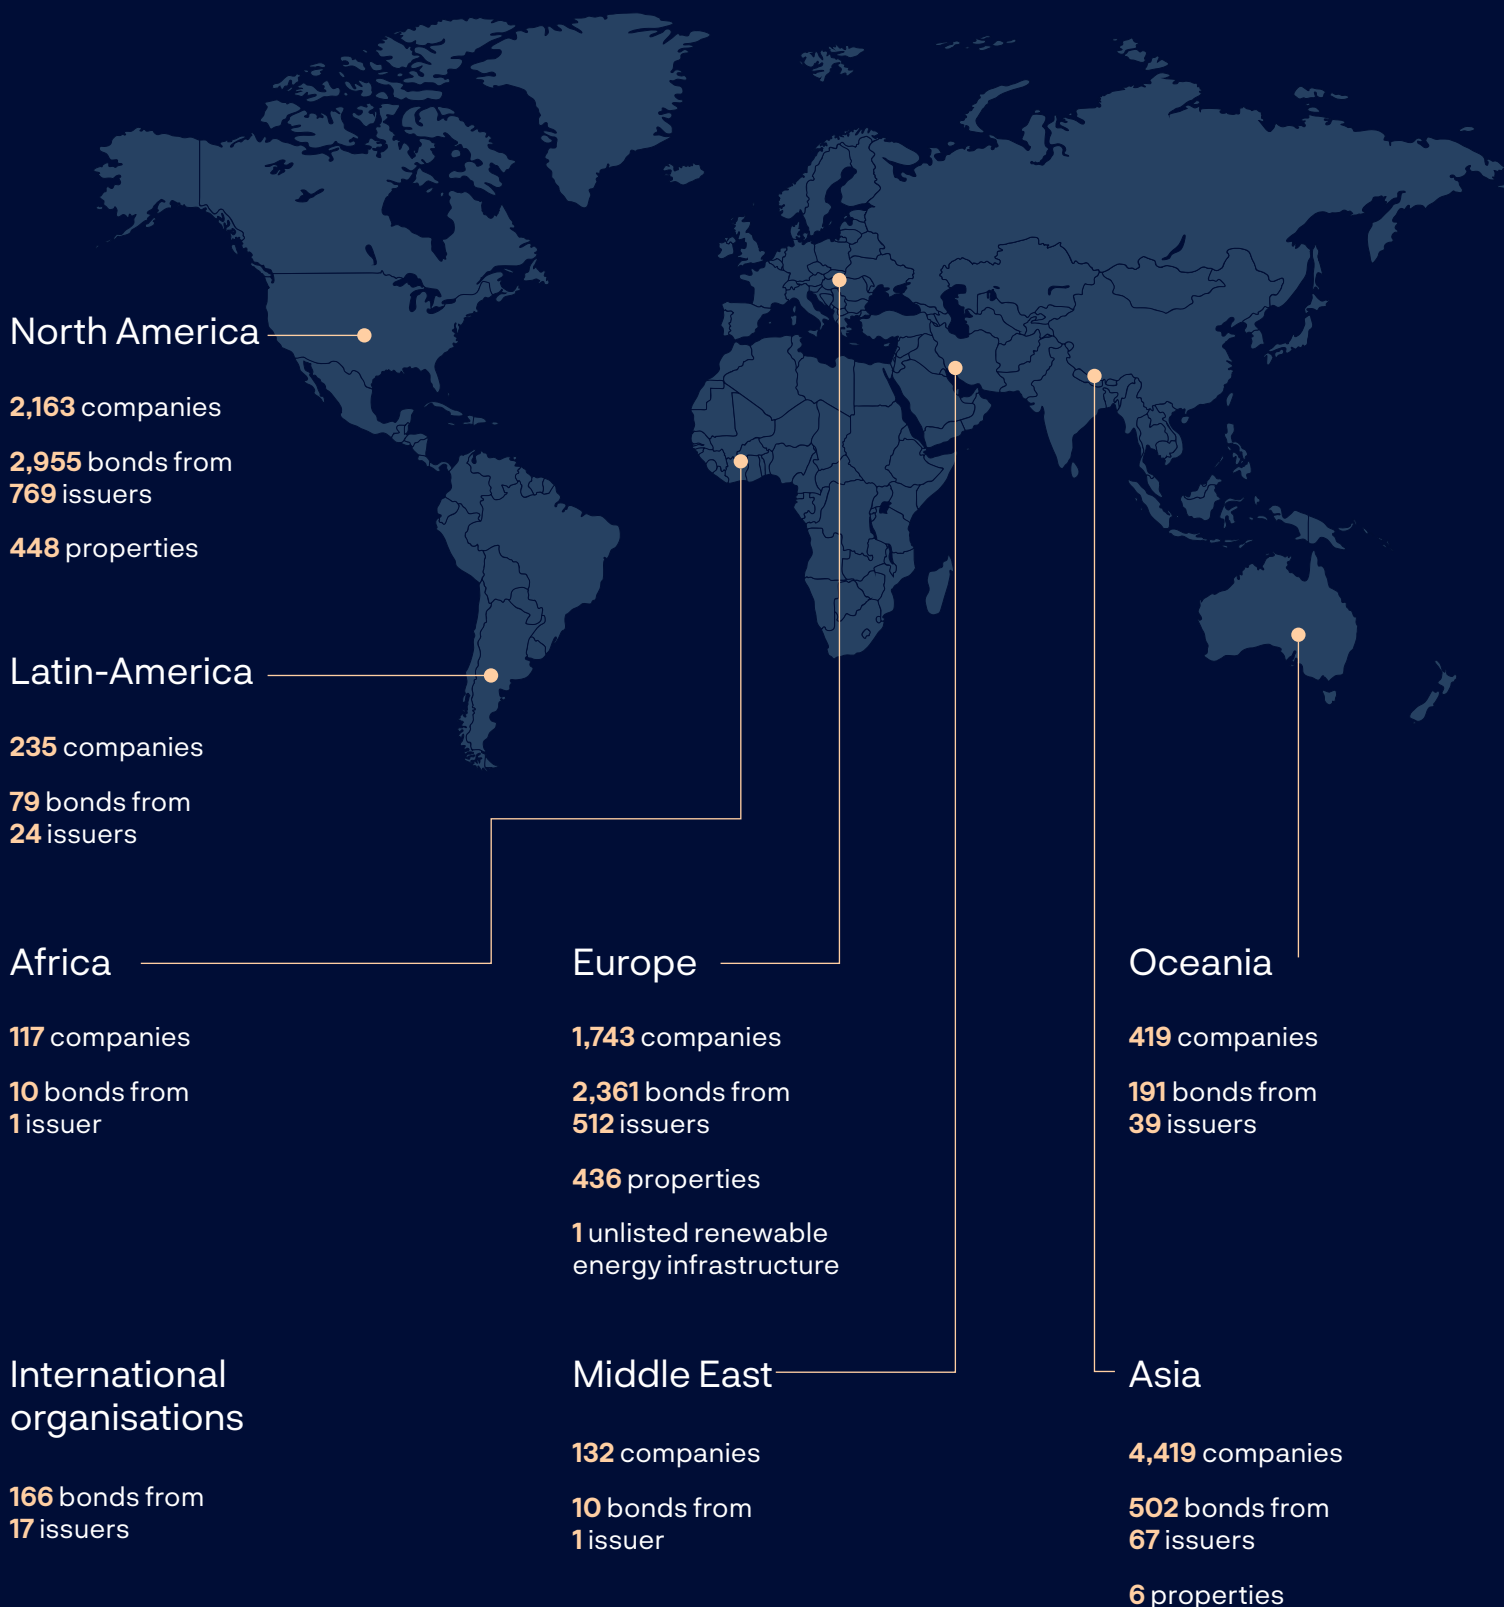 North America
2,163 companies
2,955 bonds from
769 issuers
448 properties
Latin-America
235 companies
79 bonds from
24 issuers
Africa
117 companies
10 bonds from
1 issuer
Europe
1,743 companies
2,361 bonds from
512 issuers
436 properties
1 unlisted renewable
energy infrastructure
Oceania
419 companies
191 bonds from
39 issuers
International
organisations
166 bonds from
17 issuers
Middle East
132 companies
10 bonds from
1 issuer
Asia
4,419 companies
502 bonds from
67 issuers
6 properties